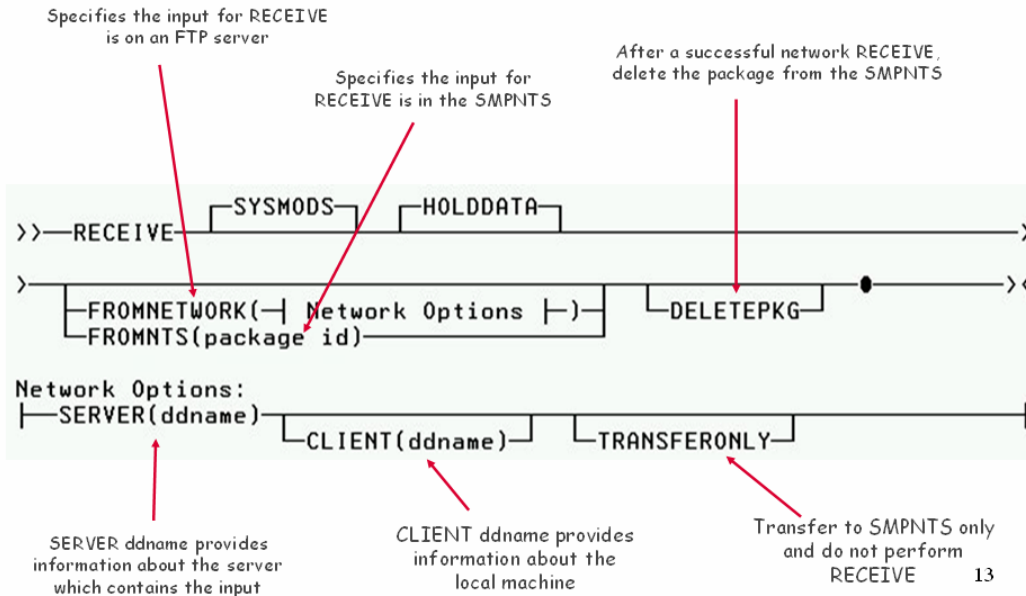 Specifies the input for RECEIVE
is on an FTP server
Specifies the input for
RECEIVE is in the SMPNTS
After a successful network RECEIVE,
delete the package from the SMPNTS
SYSMODS HOLDDATA
>>—RECEIVE >
>
FROMNETWORK(—| Network Options |—) DELETEPKG ><
FROMNTS(package id)
Network Options:
|—SERVER(ddname) |
CLIENT(ddname) TRANSFERONLY
SERVER ddname provides
information about the server
which contains the input
CLIENT ddname provides
information about the
local machine
Transfer to SMPNTS only
and do not perform
RECEIVE
13